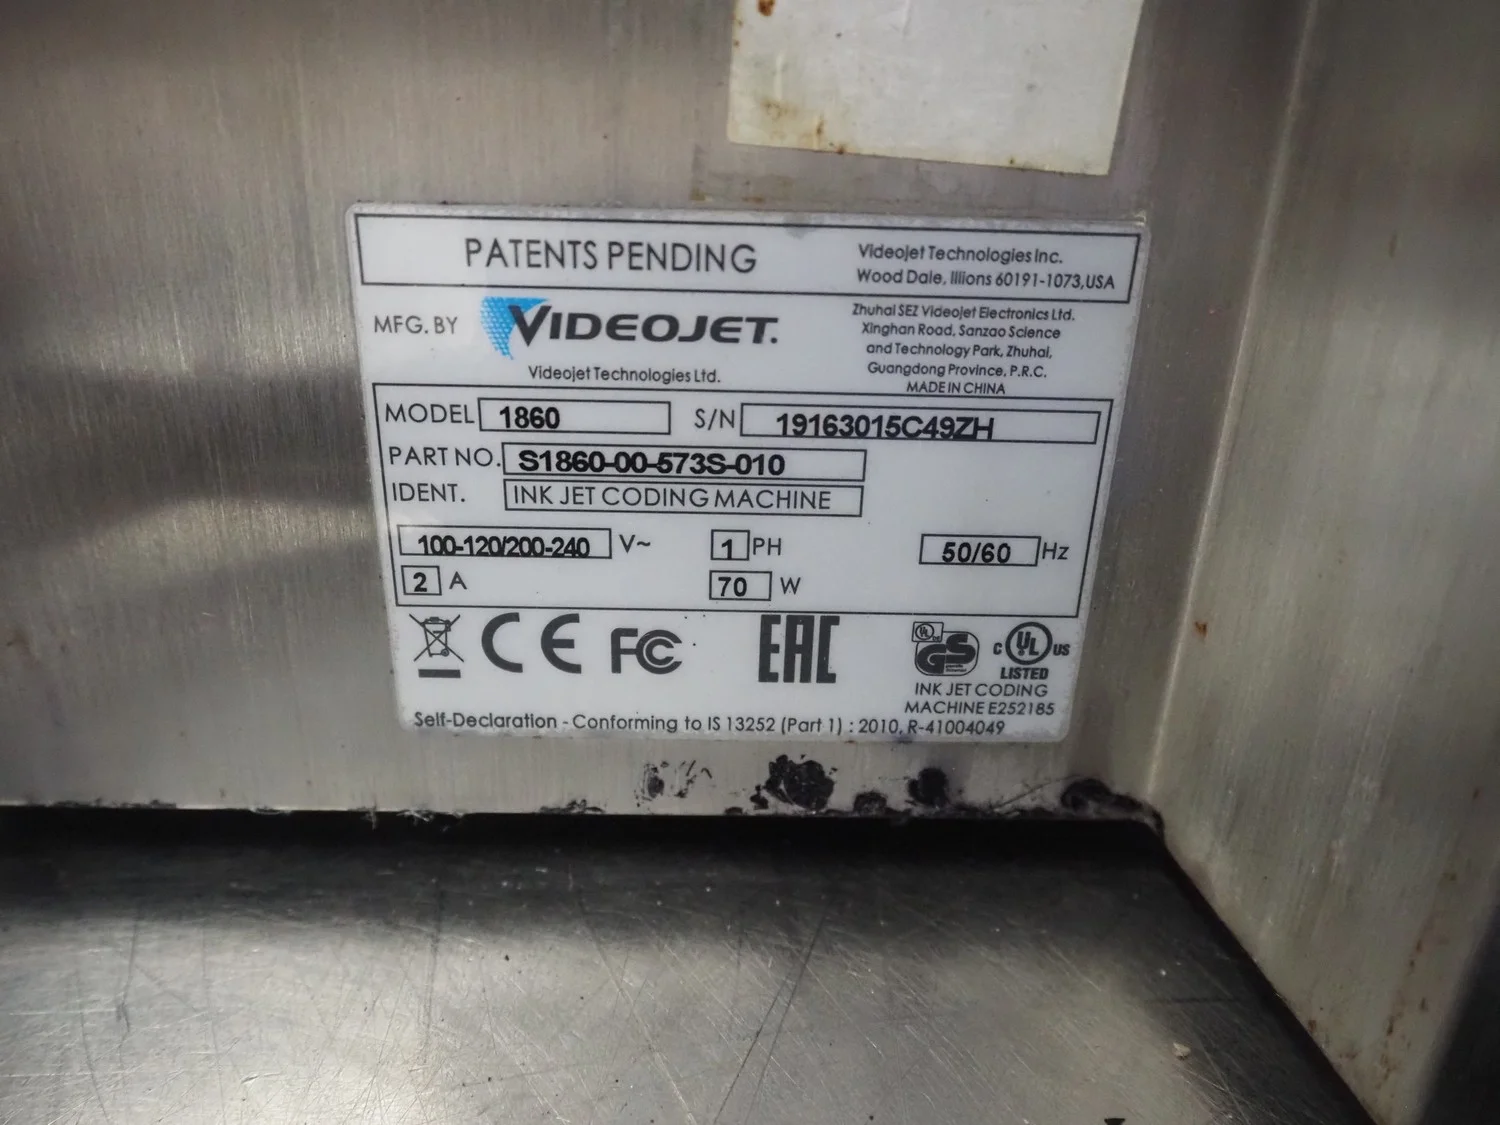 PATENTS PENDING
Videojet Technologies Inc.
Wood Dale, Illions 60191-1073,USA
MFG. BY
VIDEOJET.
Videojet Technologies Ltd.
Zhuhai SEZ Videojet Electronics Ltd.
Xinghan Road, Sanzao Science
and Technology Park, Zhuhai,
Guangdong Province, P.R.C.
MADE IN CHINA
MODEL 1860 S/N 19163015C49ZH
PART NO. S1860-00-573S-010
IDENT. INK JET CODING MACHINE
100-120/200-240 V~ 1 PH 50/60 Hz
2 A 70 W
CE FC EAC
UL GS
C UL US
LISTED
INK JET CODING
MACHINE E252185
Self-Declaration - Conforming to IS 13252 (Part 1) : 2010, R-41004049